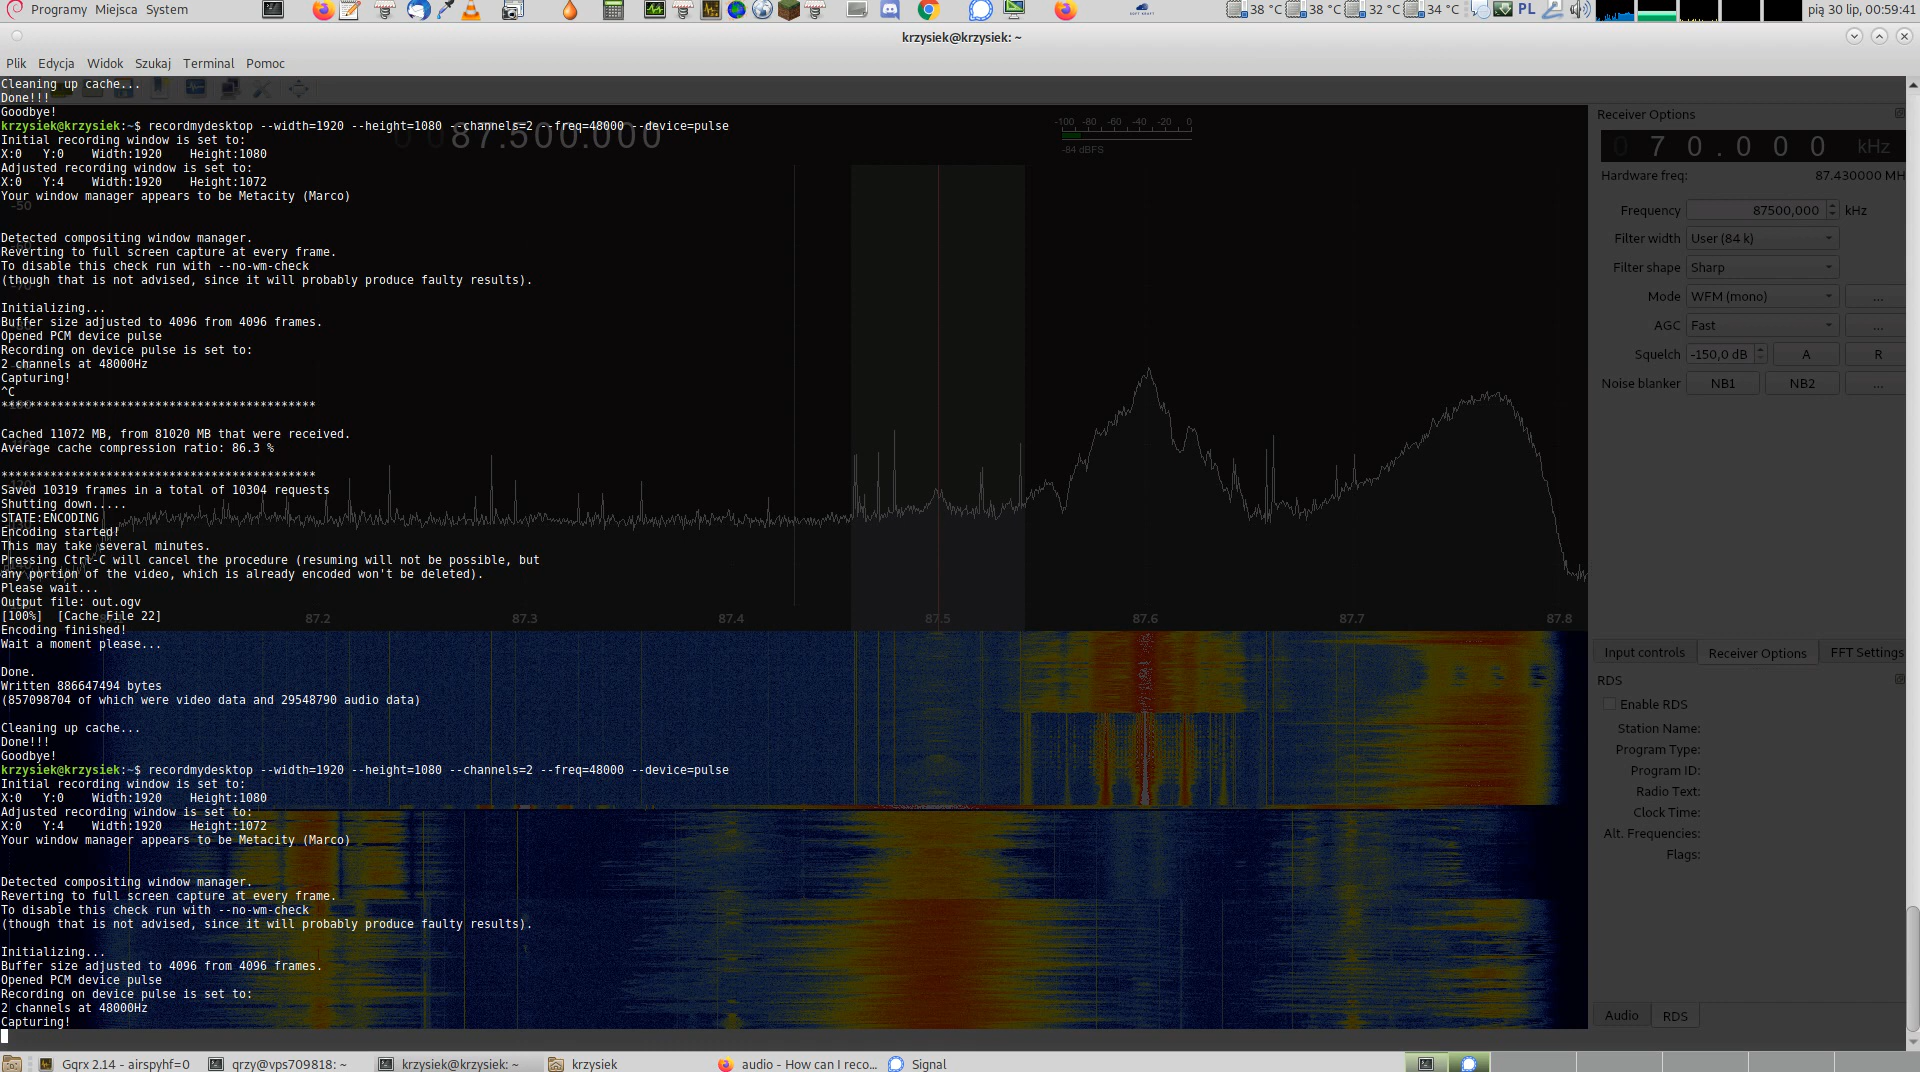 Programy Miejsca System
38 °C 38 °C 32 °C 34 °C PL pią 30 lip, 00:59:41
krzysiek@krzysiek: ~
Plik Edycja Widok Szukaj Terminal Pomoc
Cleaning up cache...
Done!!!
Goodbye!
krzysiek@krzysiek:~$ recordmydesktop --width=1920 --height=1080 --channels=2 --freq=48000 --device=pulse
Initial recording window is set to:
X:0   Y:0    Width:1920    Height:1080
Adjusted recording window is set to:
X:0   Y:4    Width:1920    Height:1072
Your window manager appears to be Metacity (Marco)
Detected compositing window manager.
Reverting to full screen capture at every frame.
To disable this check run with --no-wm-check
(though that is not advised, since it will probably produce faulty results).
Initializing...
Buffer size adjusted to 4096 from 4096 frames.
Opened PCM device pulse
Recording on device pulse is set to:
2 channels at 48000Hz
Capturing!
^C
*********************************************
Cached 11072 MB, from 81020 MB that were received.
Average cache compression ratio: 86.3 %
*********************************************
Saved 10319 frames in a total of 10304 requests
Shutting down.....
STATE:ENCODING
Encoding started!
This may take several minutes.
Pressing Ctrl-C will cancel the procedure (resuming will not be possible, but
any portion of the video, which is already encoded won't be deleted).
Please wait...
Output file: out.ogv
[100%]  [Cache File 22]
Encoding finished!
Wait a moment please...
Done.
Written 886647494 bytes
(857098704 of which were video data and 29548790 audio data)
Cleaning up cache...
Done!!!
Goodbye!
krzysiek@krzysiek:~$ recordmydesktop --width=1920 --height=1080 --channels=2 --freq=48000 --device=pulse
Initial recording window is set to:
X:0   Y:0    Width:1920    Height:1080
Adjusted recording window is set to:
X:0   Y:4    Width:1920    Height:1072
Your window manager appears to be Metacity (Marco)
Detected compositing window manager.
Reverting to full screen capture at every frame.
To disable this check run with --no-wm-check
(though that is not advised, since it will probably produce faulty results).
Initializing...
Buffer size adjusted to 4096 from 4096 frames.
Opened PCM device pulse
Recording on device pulse is set to:
2 channels at 48000Hz
Capturing!
87.500.000
-100 -80 -60 -40 -20 0
-84 dBFS
-50
87.2 87.3 87.4 87.5 87.6 87.7 87.8
Receiver Options
0 70.000 kHz
Hardware freq: 87.430000 MH
Frequency 87500,000 kHz
Filter width User (84 k)
Filter shape Sharp
Mode WFM (mono) ...
AGC Fast ...
Squelch -150,0 dB A R
Noise blanker NB1 NB2 ...
Input controls Receiver Options FFT Settings
RDS
Enable RDS
Station Name:
Program Type:
Program ID:
Radio Text:
Clock Time:
Alt. Frequencies:
Flags:
Audio RDS
Gqrx 2.14 - airspyhf=0 qrzy@vps709818: ~ krzysiek@krzysiek: ~ krzysiek audio - How can I reco... Signal